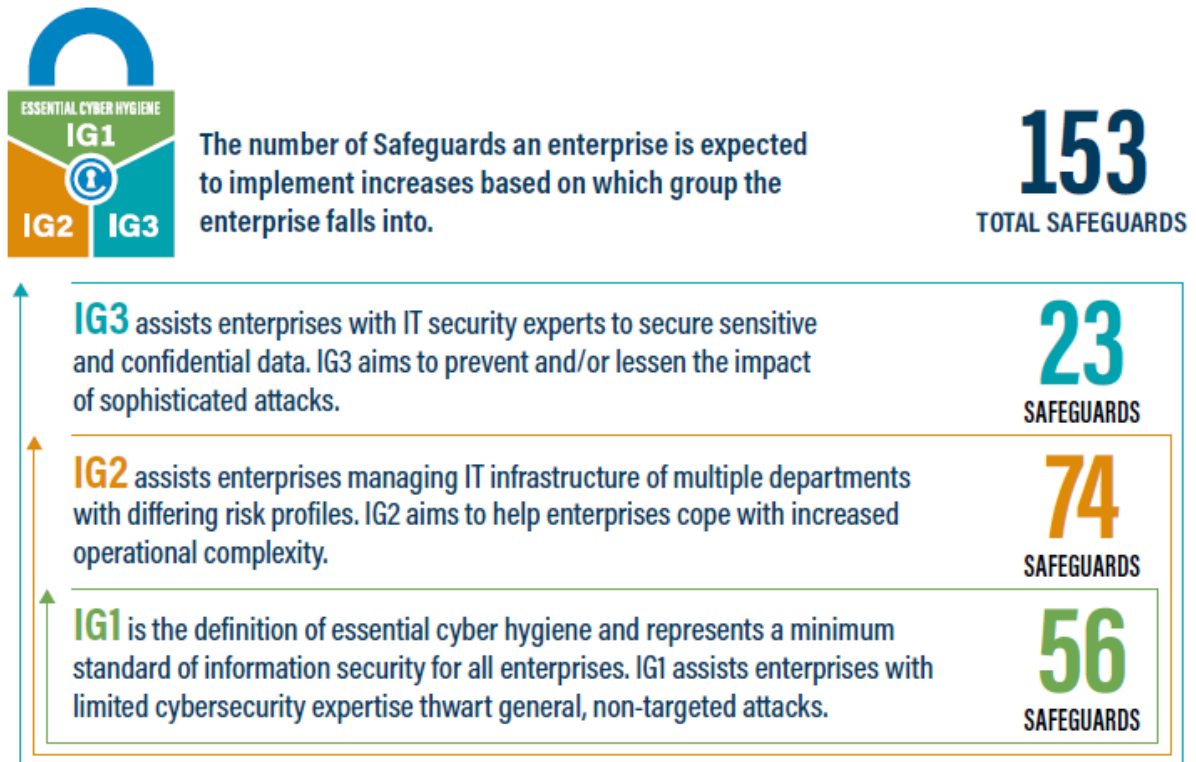 ESSENTIAL CYBER HYGIENE
IG1
IG2
IG3
The number of Safeguards an enterprise is expected
to implement increases based on which group the
enterprise falls into.
153
TOTAL SAFEGUARDS
IG3 assists enterprises with IT security experts to secure sensitive
and confidential data. IG3 aims to prevent and/or lessen the impact
of sophisticated attacks.
23
SAFEGUARDS
IG2 assists enterprises managing IT infrastructure of multiple departments
with differing risk profiles. IG2 aims to help enterprises cope with increased
operational complexity.
74
SAFEGUARDS
IG1 is the definition of essential cyber hygiene and represents a minimum
standard of information security for all enterprises. IG1 assists enterprises with
limited cybersecurity expertise thwart general, non-targeted attacks.
56
SAFEGUARDS